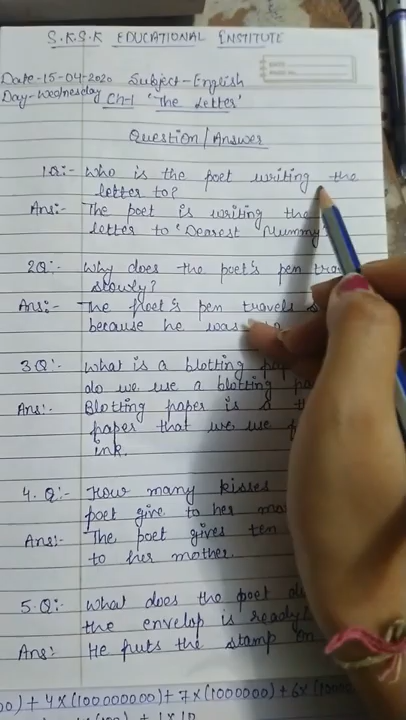 S.K.S.K EDUCATIONAL INSTITUTE
Date-15-04-2020 Subject-English
Day-Wednesday Ch-1 'The Letter'
Question/Answer
1Q:- Who is the poet writing the
letter to?
Ans:- The poet is writing the
letter to 'Dearest Mummy'
2Q:- Why does the poet's pen
slowly?
Ans:- The poet's pen travels
because he was
3Q:- What is a blotting
do we use a blotting
Ans:- Blotting paper is a
paper that we use
ink.
4.Q:- How many kisses
poet give to her
Ans:- The poet gives ten
to her mother
5.Q:- What does the poet
the envelop is ready
Ans: He puts the stamp
+ 4×(100000000) + 7×(1000000) + 6×